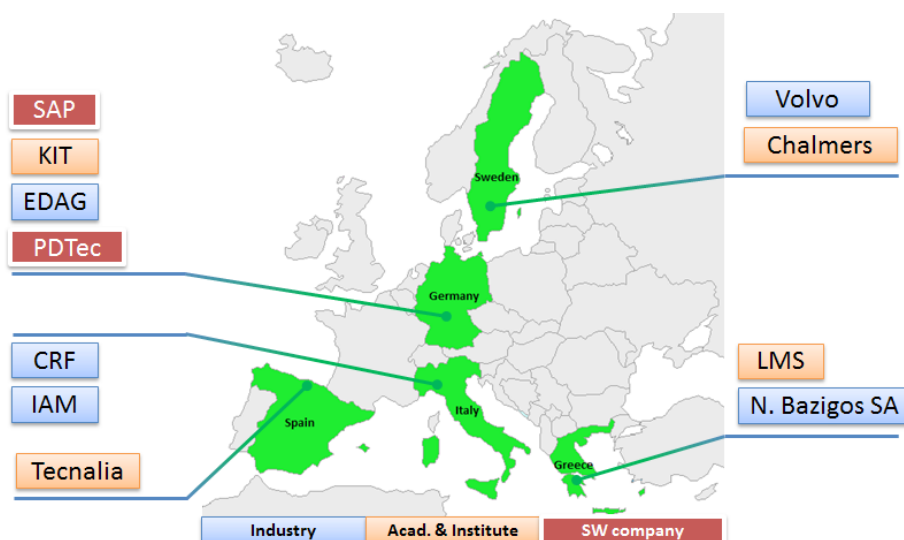 SAP
KIT
EDAG
PDTec
CRF
IAM
Tecnalia
Volvo
Chalmers
LMS
N. Bazigos SA
Sweden
Germany
Italy
Spain
Greece
Industry
Acad. & Institute
SW company